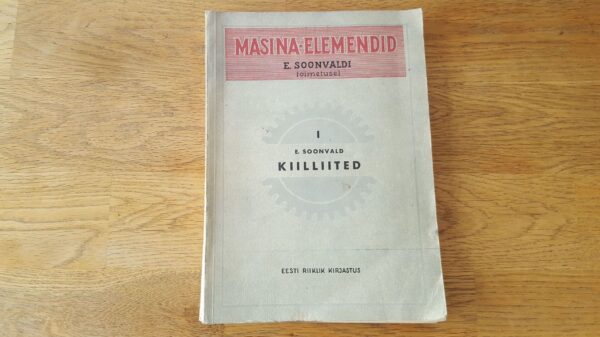 MASINA-ELEMENDID
E. SOONVALDI
toimetusel
I
E. SOONVALD
KIILLIITED
EESTI RIIKLIK KIRJASTUS